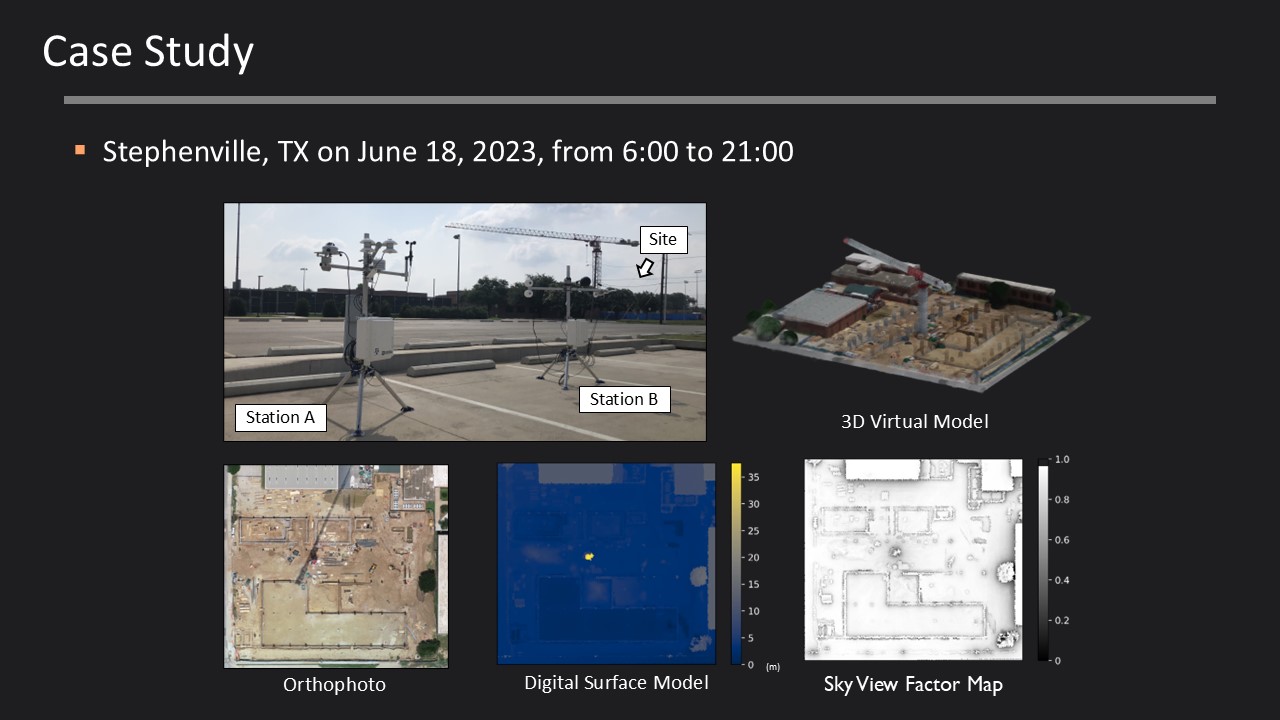 Case Study
Stephenville, TX on June 18, 2023, from 6:00 to 21:00
Site
Station A
Station B
3D Virtual Model
35
30
25
20
15
10
5
0 (m)
1.0
0.8
0.6
0.4
0.2
0
Orthophoto
Digital Surface Model
Sky View Factor Map